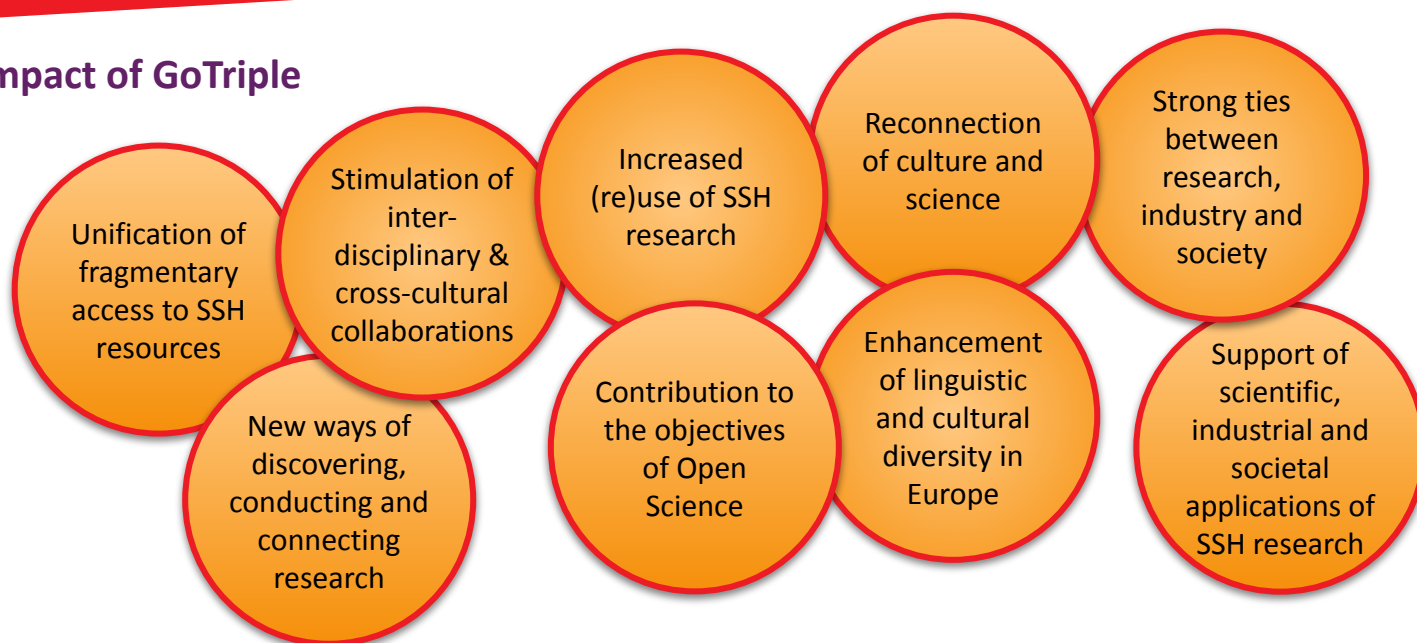 mpact of GoTriple
Unification of
fragmentary
access to SSH
resources
New ways of
discovering,
conducting and
connecting
research
Stimulation of
inter-
disciplinary &
cross-cultural
collaborations
Increased
(re)use of SSH
research
Contribution to
the objectives
of Open
Science
Reconnection
of culture and
science
Enhancement
of linguistic
and cultural
diversity in
Europe
Strong ties
between
research,
industry and
society
Support of
scientific,
industrial and
societal
applications of
SSH research